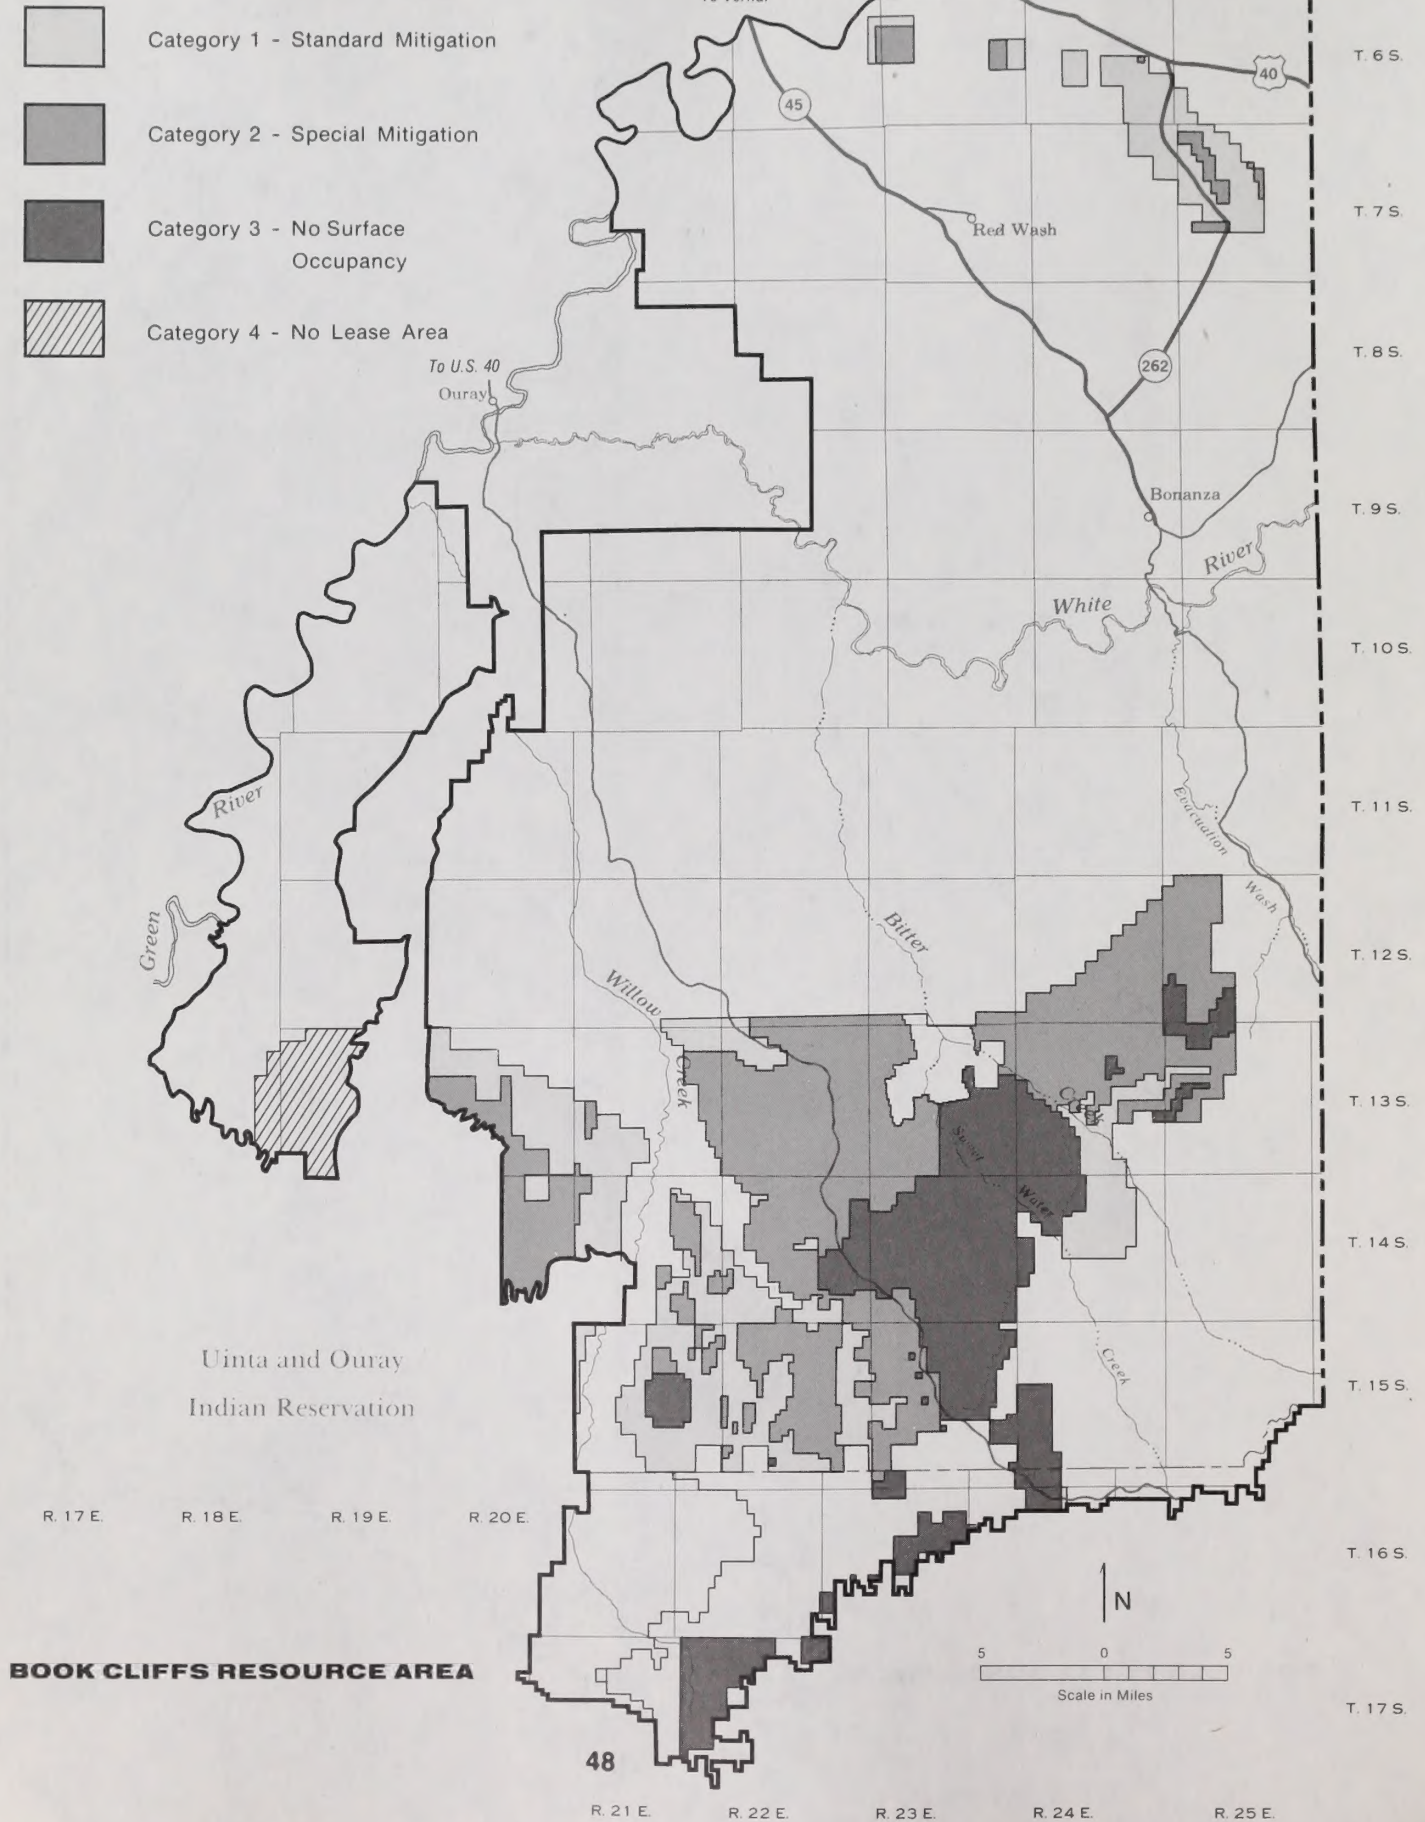 Category 1 - Standard Mitigation
Category 2 - Special Mitigation
Category 3 - No Surface
Occupancy
Category 4 - No Lease Area
40
45
Red Wash
262
To U.S. 40
Ouray
Bonanza
River
White
River
Green
Evacuation
Wash
Bitter
Willow
Creek
Creek
Sweet
Water
Creek
Uinta and Ouray
Indian Reservation
T. 6 S.
T. 7 S.
T. 8 S.
T. 9 S.
T. 10 S.
T. 11 S.
T. 12 S.
T. 13 S.
T. 14 S.
T. 15 S.
T. 16 S.
T. 17 S.
R. 17 E.
R. 18 E.
R. 19 E.
R. 20 E.
N
5
0
5
Scale in Miles
BOOK CLIFFS RESOURCE AREA
48
R. 21 E.
R. 22 E.
R. 23 E.
R. 24 E.
R. 25 E.